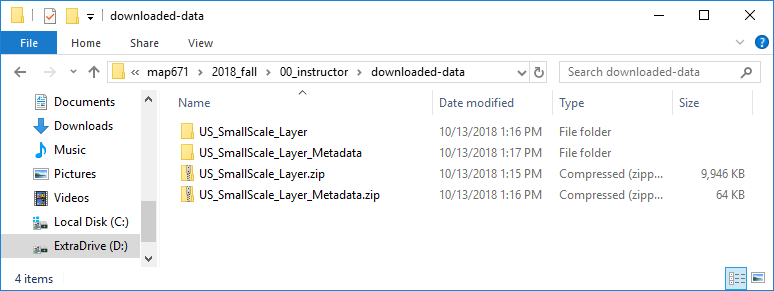 downloaded-data
File Home Share View
« map671 > 2018_fall > 00_instructor > downloaded-data Search downloaded-data
Name Date modified Type Size
Documents
Downloads
Music
Pictures
Videos
Local Disk (C:)
ExtraDrive (D:)
US_SmallScale_Layer 10/13/2018 1:16 PM File folder
US_SmallScale_Layer_Metadata 10/13/2018 1:17 PM File folder
US_SmallScale_Layer.zip 10/13/2018 1:15 PM Compressed (zipp... 9,946 KB
US_SmallScale_Layer_Metadata.zip 10/13/2018 1:16 PM Compressed (zipp... 64 KB
4 items